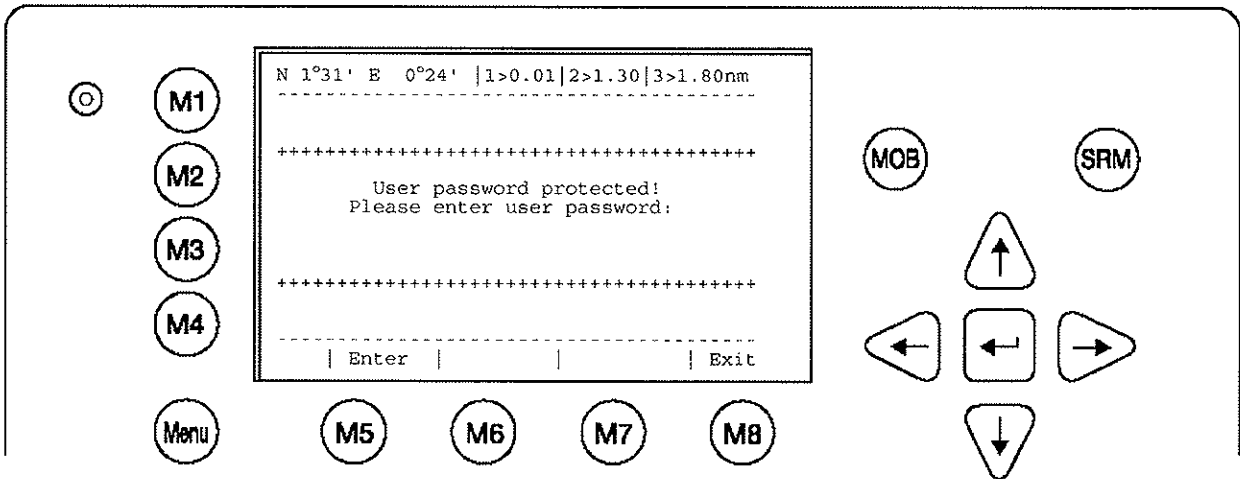 N 1°31' E 0°24' |1>0.01|2>1.30|3>1.80nm
----------------------------------------
++++++++++++++++++++++++++++++++++++++++
User password protected!
Please enter user password:
++++++++++++++++++++++++++++++++++++++++
----------------------------------------
| Enter | | | Exit
M1
M2
M3
M4
MOB
SRM
Menu
M5
M6
M7
M8